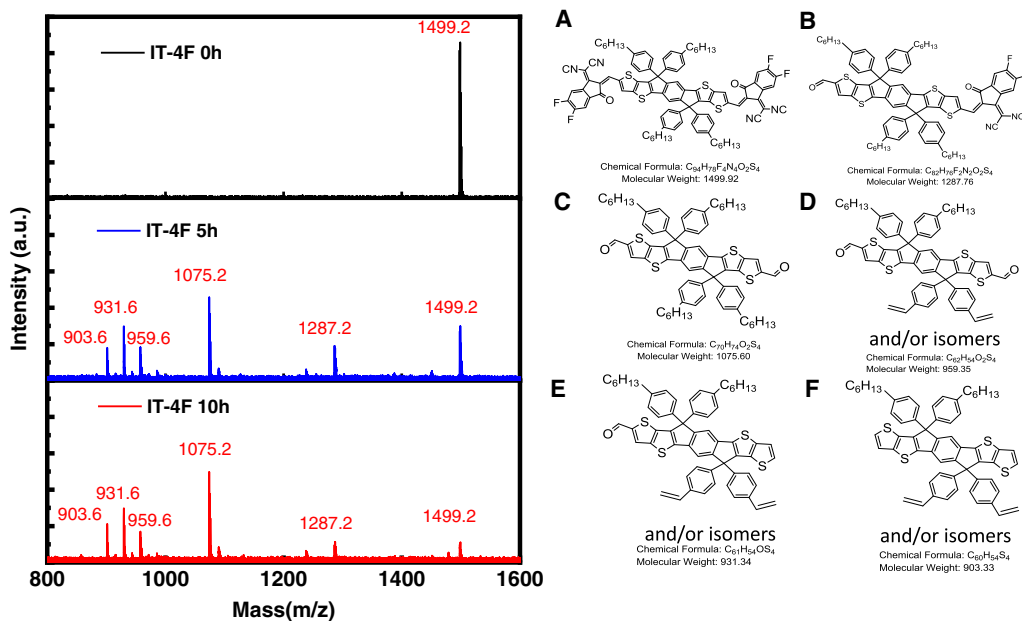 1499.2
IT-4F 0h
IT-4F 5h
1075.2
931.6
903.6
959.6
1287.2
1499.2
IT-4F 10h
1075.2
931.6
903.6
959.6
1287.2
1499.2
800
1000
1200
1400
1600
Mass(m/z)
Intensity (a.u.)
A
C₆H₁₃
C₆H₁₃
CN
CN
S
S
O
F
F
O
F
F
S
S
NC
NC
C₆H₁₃
C₆H₁₃
Chemical Formula: C₉₄H₇₈F₄N₄O₂S₄
Molecular Weight: 1499.92
B
C₆H₁₃
C₆H₁₃
O
S
S
S
S
O
F
F
NC
NC
C₆H₁₃
C₆H₁₃
Chemical Formula: C₈₂H₇₆F₂N₂O₂S₄
Molecular Weight: 1287.76
C
C₆H₁₃
C₆H₁₃
O
S
S
S
S
O
C₆H₁₃
C₆H₁₃
Chemical Formula: C₇₀H₇₄O₂S₄
Molecular Weight: 1075.60
D
C₆H₁₃
C₆H₁₃
O
S
S
S
S
O
and/or isomers
Chemical Formula: C₆₂H₅₄O₂S₄
Molecular Weight: 959.35
E
C₆H₁₃
C₆H₁₃
O
S
S
S
S
and/or isomers
Chemical Formula: C₆₁H₅₄OS₄
Molecular Weight: 931.34
F
C₆H₁₃
C₆H₁₃
S
S
S
S
and/or isomers
Chemical Formula: C₆₀H₅₄S₄
Molecular Weight: 903.33